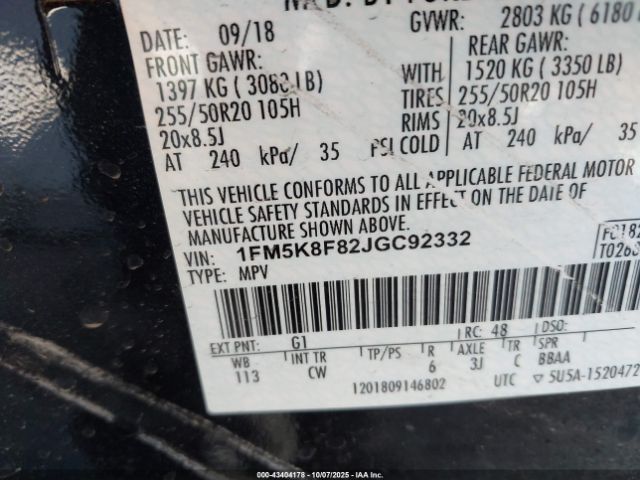 DATE: 09/18 GVWR: 2803 KG ( 6180
FRONT GAWR: REAR GAWR:
1397 KG ( 3083 LB) WITH 1520 KG ( 3350 LB)
255/50R20 105H TIRES 255/50R20 105H
20x8.5J RIMS 20x8.5J
AT 240 kPa/ 35 PSI COLD AT 240 kPa/ 35
THIS VEHICLE CONFORMS TO ALL APPLICABLE FEDERAL MOTOR
VEHICLE SAFETY STANDARDS IN EFFECT ON THE DATE OF
MANUFACTURE SHOWN ABOVE.
VIN: 1FM5K8F82JGC92332
TYPE: MPV
EXT PNT: G1 RC: 48 DSO:
WB INT TR TP/PS R AXLE TR SPR
113 CW 6 3J C BBAA
1201809146802 UTC ▽ 5U5A-1520472
© - 43404178 - 10/07/2025 - IAAI.COM